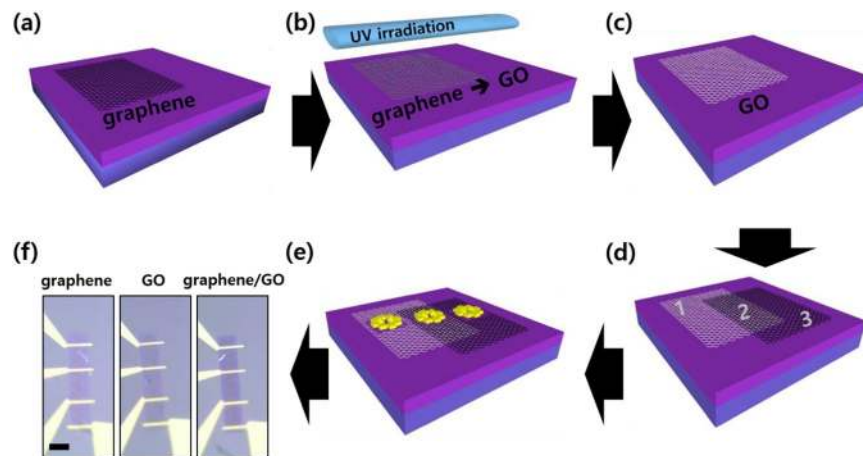 (a)
graphene
(b)
UV irradiation
graphene → GO
(c)
GO
(f)
graphene
GO
graphene/GO
(e)
(d)
1
2
3